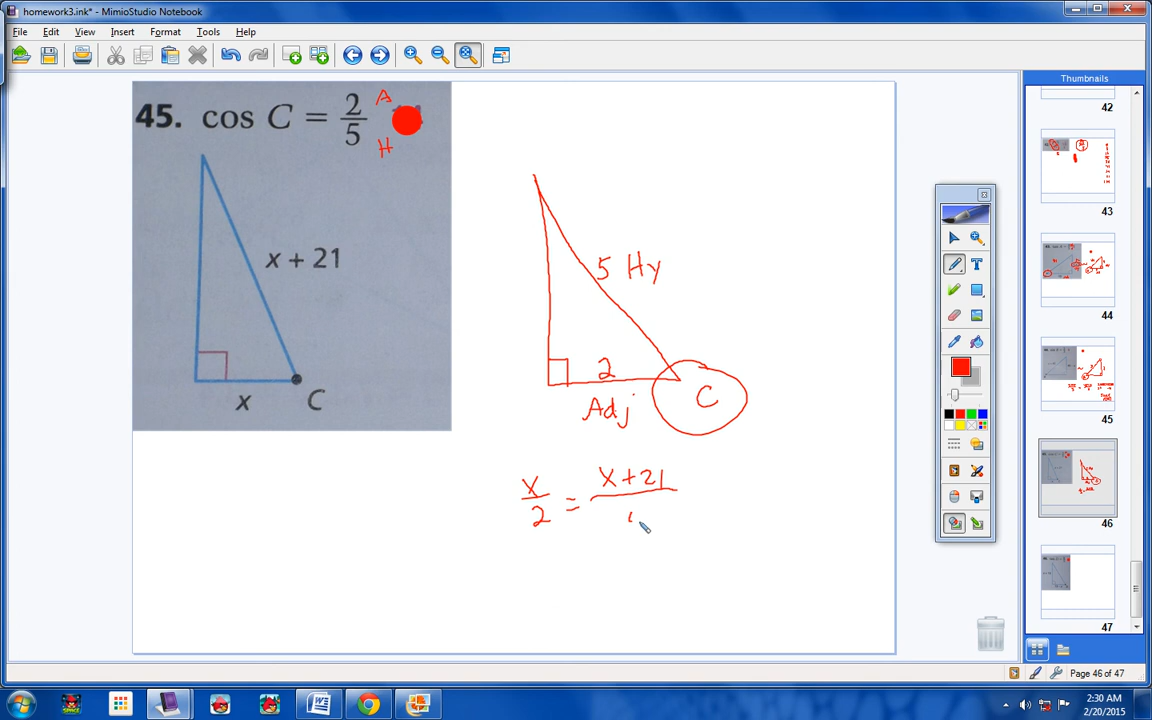 homework3.ink* - MimioStudio Notebook
File Edit View Insert Format Tools Help
Thumbnails
45. cos C = 2/5 A H
x + 21
x
C
5 Hy
2
Adj
C
x/2 = x+21/
42
43
44
45
46
47
Page 46 of 47
2:30 AM
2/20/2015